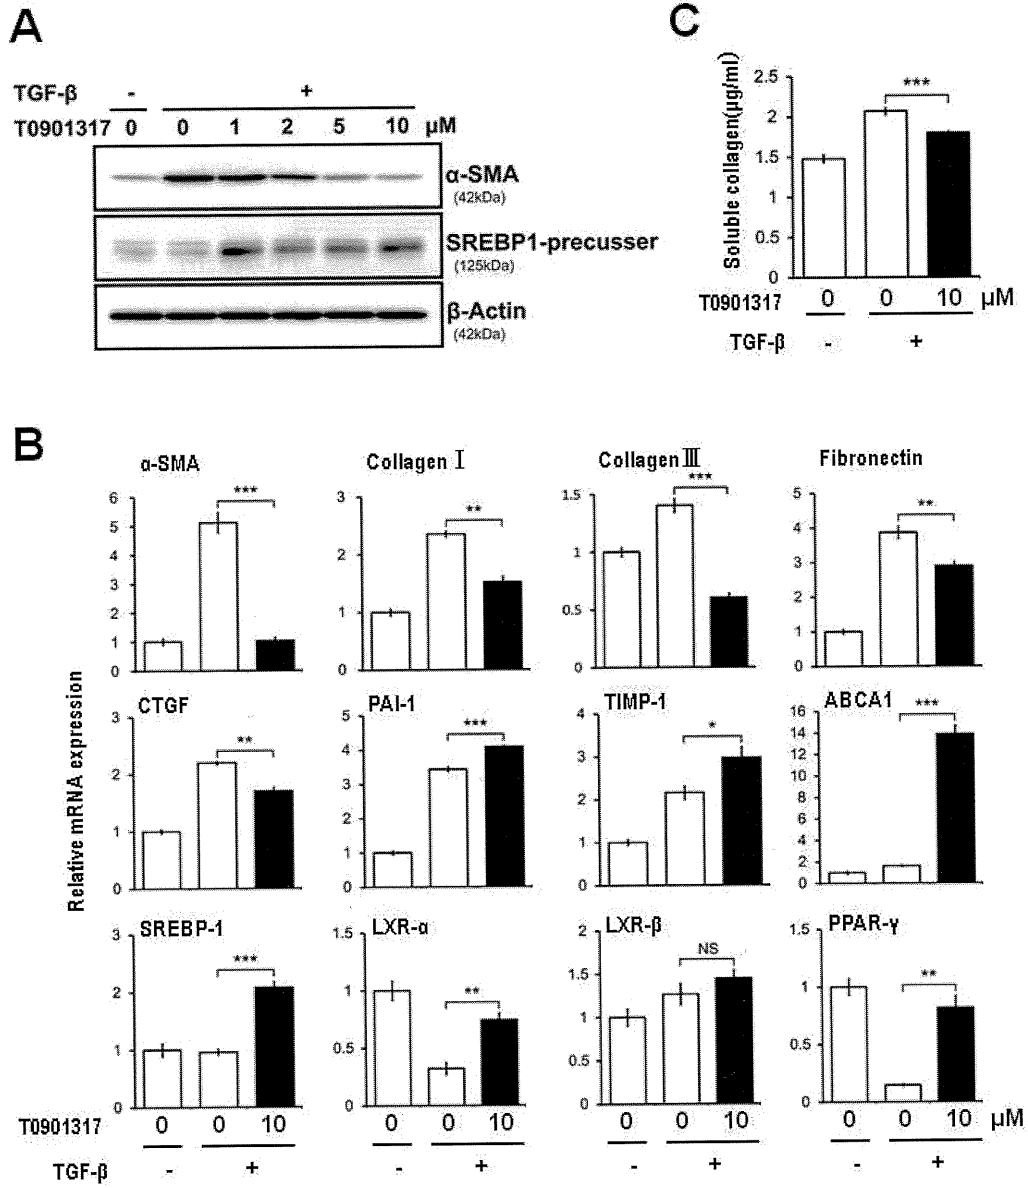 A
TGF-β - +
T0901317 0 0 1 2 5 10 μM
α-SMA
(42kDa)
SREBP1-precusser
(125kDa)
β-Actin
(42kDa)
C
Soluble collagen(μg/ml)
2.5
2
1.5
1
0.5
0
***
T0901317 0 0 10 μM
TGF-β - +
B
Relative mRNA expression
α-SMA
6
5
4
3
2
1
0
***
Collagen Ⅰ
3
2
1
0
**
Collagen Ⅲ
1.5
1
0.5
0
***
Fibronectin
5
4
3
2
1
0
**
CTGF
3
2
1
0
**
PAI-1
5
4
3
2
1
0
***
TIMP-1
4
3
2
1
0
*
ABCA1
16
14
12
10
8
6
4
2
0
***
SREBP-1
3
2
1
0
***
LXR-α
1.5
1
0.5
0
**
LXR-β
2
1.5
1
0.5
0
NS
PPAR-γ
1.5
1
0.5
0
**
T0901317 0 0 10 0 0 10 0 0 10 0 0 10 μM
TGF-β - + - + - + - +